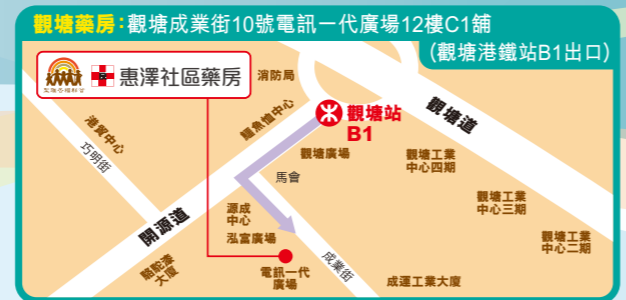 觀塘藥房：觀塘成業街10號電訊一代廣場12樓C1舖
(觀塘港鐵站B1出口)
惠澤社區藥房
消防局
鱷魚恤中心
港貿中心
巧明街
觀塘站
B1
觀塘道
觀塘廣場
觀塘工業
中心四期
馬會
觀塘工業
中心三期
源成
中心
開源道
泓富廣場
觀塘工業
中心二期
駱駝漆
大廈
電訊一代
廣場
成業街
成運工業大廈